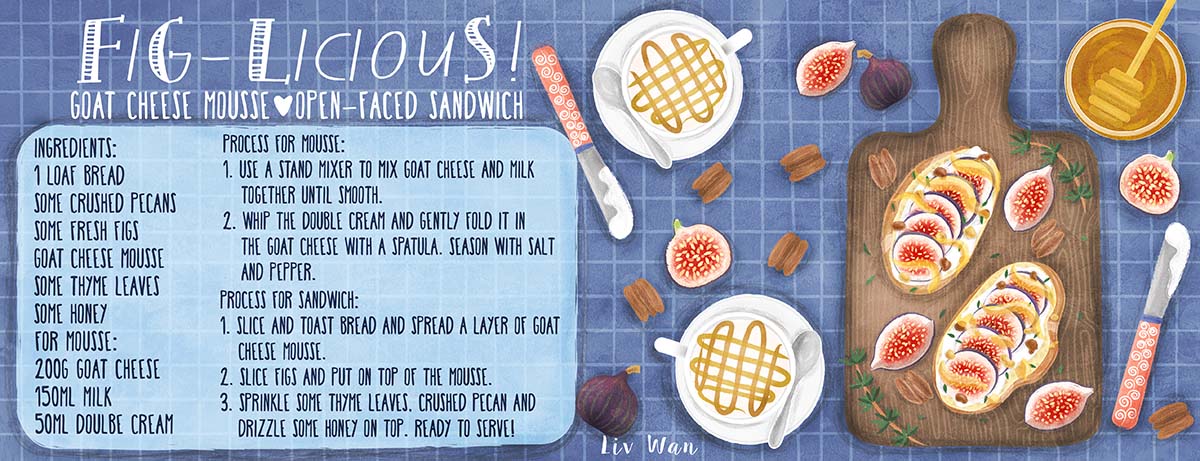 FIG-LICIOUS!
GOAT CHEESE MOUSSE♥OPEN-FACED SANDWICH
INGREDIENTS:
1 LOAF BREAD
SOME CRUSHED PECANS
SOME FRESH FIGS
GOAT CHEESE MOUSSE
SOME THYME LEAVES
SOME HONEY
FOR MOUSSE:
200G GOAT CHEESE
150ML MILK
50ML DOULBE CREAM
PROCESS FOR MOUSSE:
1. USE A STAND MIXER TO MIX GOAT CHEESE AND MILK
TOGETHER UNTIL SMOOTH.
2. WHIP THE DOUBLE CREAM AND GENTLY FOLD IT IN
THE GOAT CHEESE WITH A SPATULA. SEASON WITH SALT
AND PEPPER.
PROCESS FOR SANDWICH:
1. SLICE AND TOAST BREAD AND SPREAD A LAYER OF GOAT
CHEESE MOUSSE.
2. SLICE FIGS AND PUT ON TOP OF THE MOUSSE.
3. SPRINKLE SOME THYME LEAVES. CRUSHED PECAN AND
DRIZZLE SOME HONEY ON TOP. READY TO SERVE!
Liv Wan